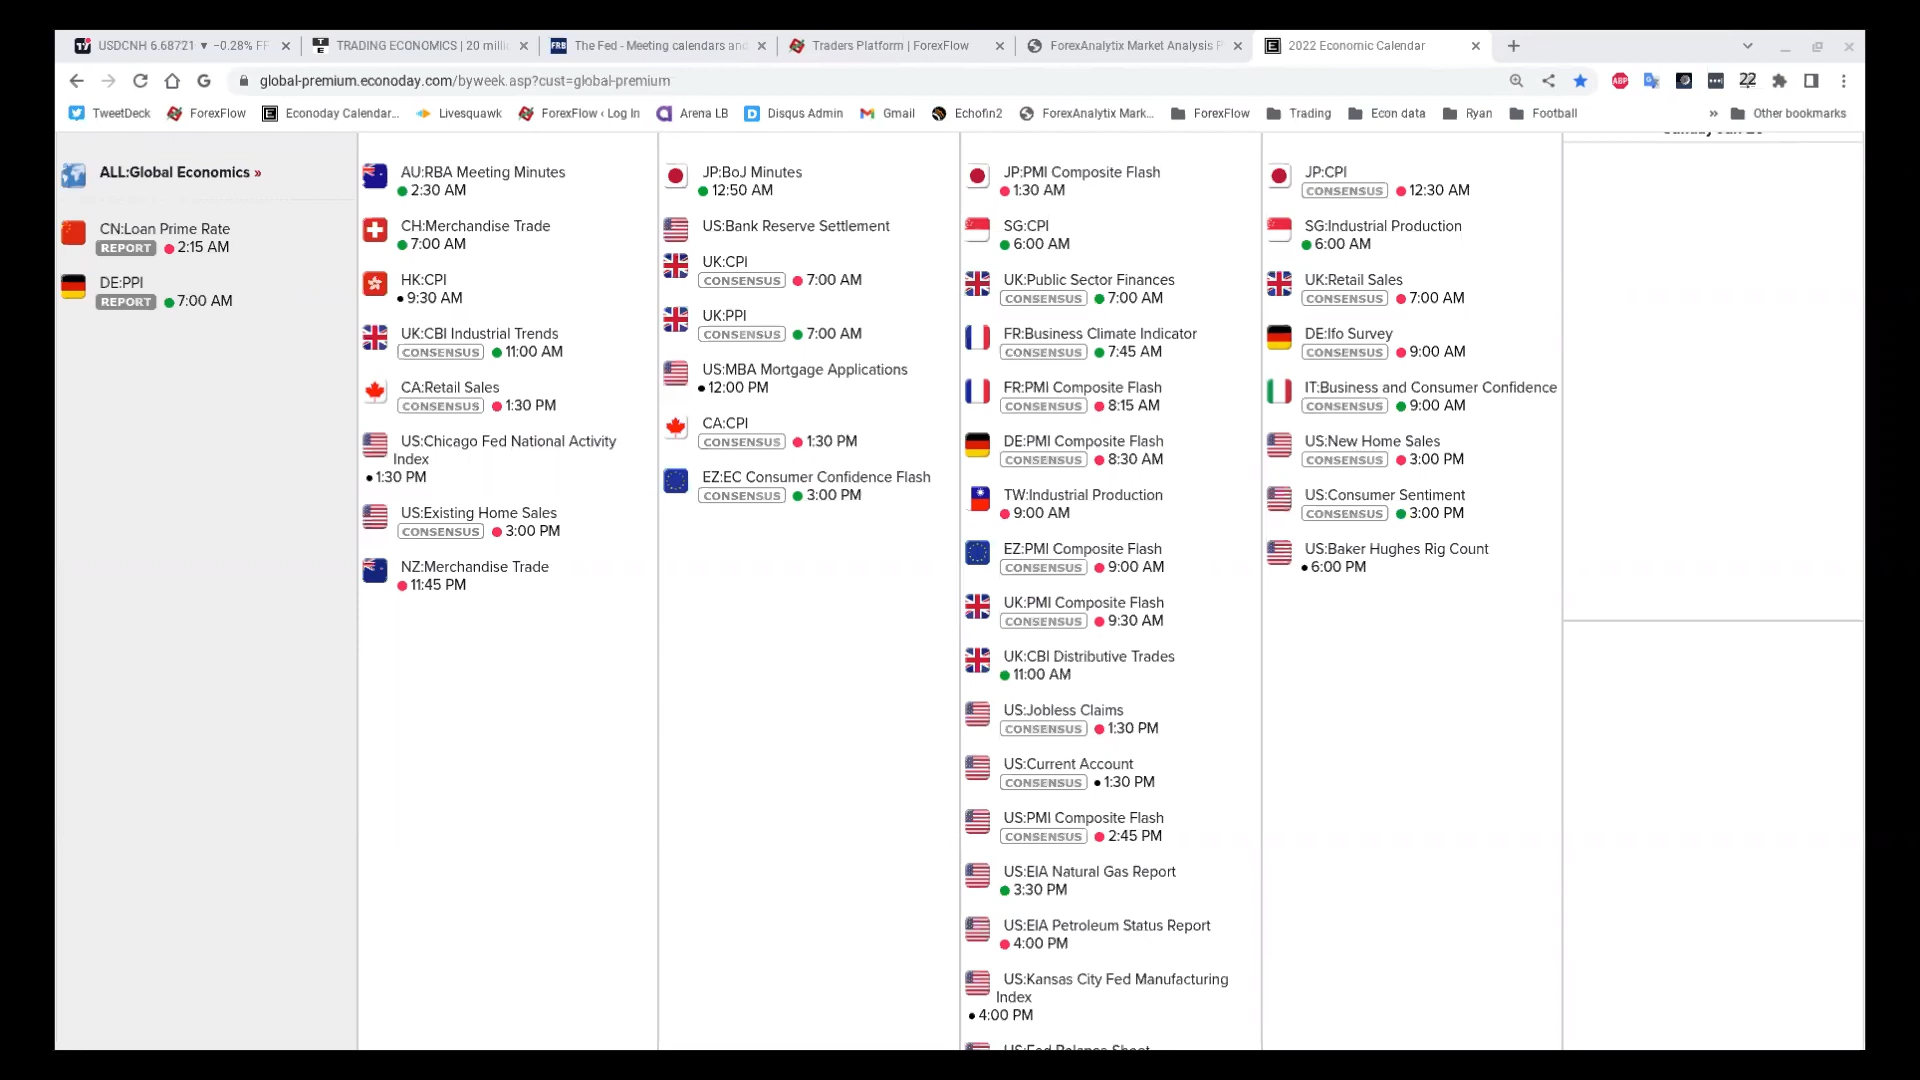 USDCNH 6.68721 ▼ −0.28% FF
TRADING ECONOMICS | 20 milli
The Fed - Meeting calendars and
Traders Platform | ForexFlow
ForexAnalytix Market Analysis F
2022 Economic Calendar
global-premium.econoday.com/byweek.asp?cust=global-premium
ABP
22
TweetDeck
ForexFlow
Econoday Calendar...
Livesquawk
ForexFlow ‹ Log In
Arena LB
Disqus Admin
Gmail
Echofin2
ForexAnalytix Mark...
ForexFlow
Trading
Econ data
Ryan
Football
»
Other bookmarks
ALL:Global Economics »
CN:Loan Prime Rate
REPORT 2:15 AM
DE:PPI
REPORT 7:00 AM
AU:RBA Meeting Minutes
2:30 AM
CH:Merchandise Trade
7:00 AM
HK:CPI
9:30 AM
UK:CBI Industrial Trends
CONSENSUS 11:00 AM
CA:Retail Sales
CONSENSUS 1:30 PM
US:Chicago Fed National Activity
Index
1:30 PM
US:Existing Home Sales
CONSENSUS 3:00 PM
NZ:Merchandise Trade
11:45 PM
JP:BoJ Minutes
12:50 AM
US:Bank Reserve Settlement
UK:CPI
CONSENSUS 7:00 AM
UK:PPI
CONSENSUS 7:00 AM
US:MBA Mortgage Applications
12:00 PM
CA:CPI
CONSENSUS 1:30 PM
EZ:EC Consumer Confidence Flash
CONSENSUS 3:00 PM
JP:PMI Composite Flash
1:30 AM
SG:CPI
6:00 AM
UK:Public Sector Finances
CONSENSUS 7:00 AM
FR:Business Climate Indicator
CONSENSUS 7:45 AM
FR:PMI Composite Flash
CONSENSUS 8:15 AM
DE:PMI Composite Flash
CONSENSUS 8:30 AM
TW:Industrial Production
9:00 AM
EZ:PMI Composite Flash
CONSENSUS 9:00 AM
UK:PMI Composite Flash
CONSENSUS 9:30 AM
UK:CBI Distributive Trades
11:00 AM
US:Jobless Claims
CONSENSUS 1:30 PM
US:Current Account
CONSENSUS 1:30 PM
US:PMI Composite Flash
CONSENSUS 2:45 PM
US:EIA Natural Gas Report
3:30 PM
US:EIA Petroleum Status Report
4:00 PM
US:Kansas City Fed Manufacturing
Index
4:00 PM
US:Fed Balance Sheet
JP:CPI
CONSENSUS 12:30 AM
SG:Industrial Production
6:00 AM
UK:Retail Sales
CONSENSUS 7:00 AM
DE:Ifo Survey
CONSENSUS 9:00 AM
IT:Business and Consumer Confidence
CONSENSUS 9:00 AM
US:New Home Sales
CONSENSUS 3:00 PM
US:Consumer Sentiment
CONSENSUS 3:00 PM
US:Baker Hughes Rig Count
6:00 PM